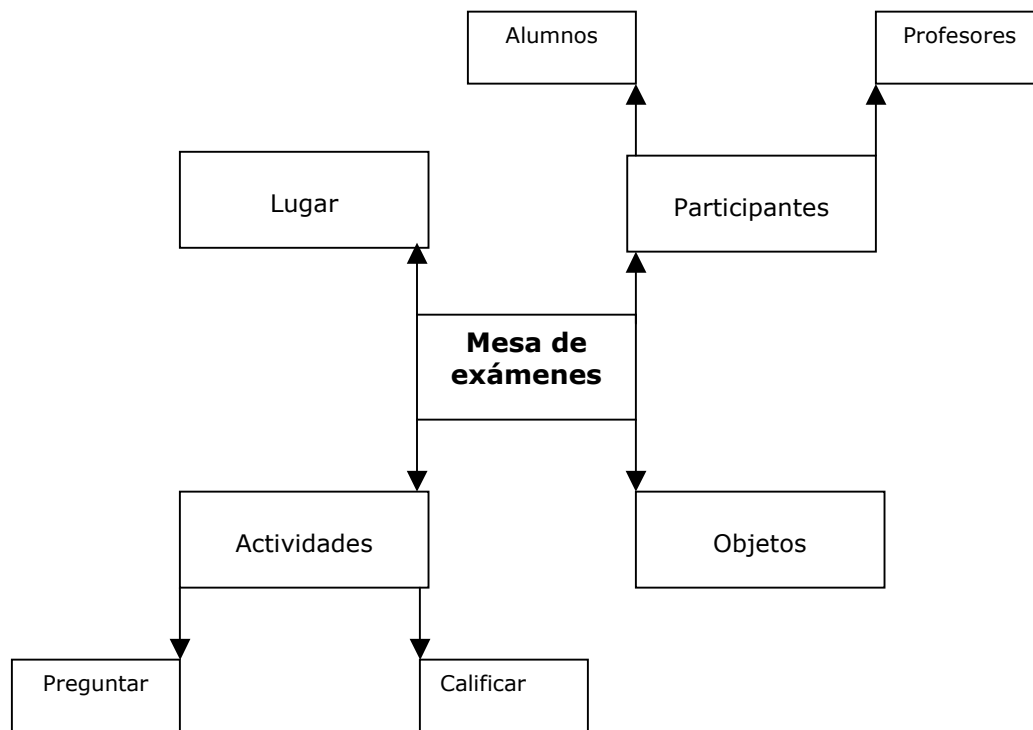 Alumnos
Profesores
Lugar
Participantes
Mesa de
exámenes
Actividades
Objetos
Preguntar
Calificar